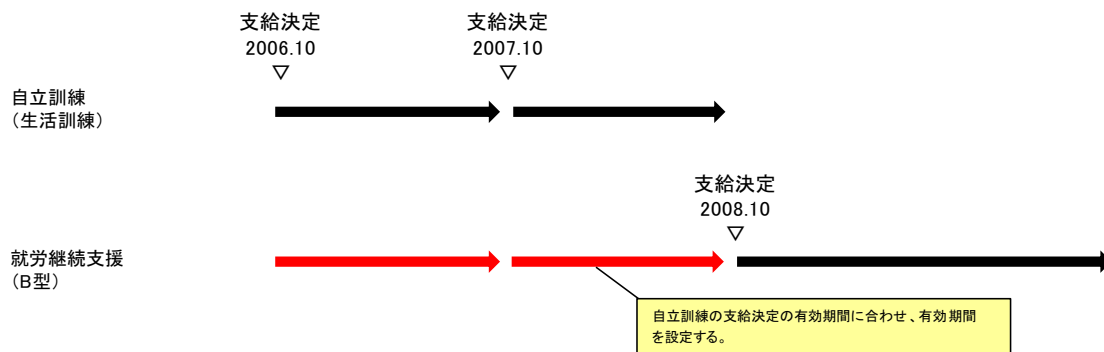 支給決定
2006.10
▽
支給決定
2007.10
▽
自立訓練
（生活訓練）
支給決定
2008.10
▽
就労継続支援
（B型）
自立訓練の支給決定の有効期間に合わせ、有効期間
を設定する。